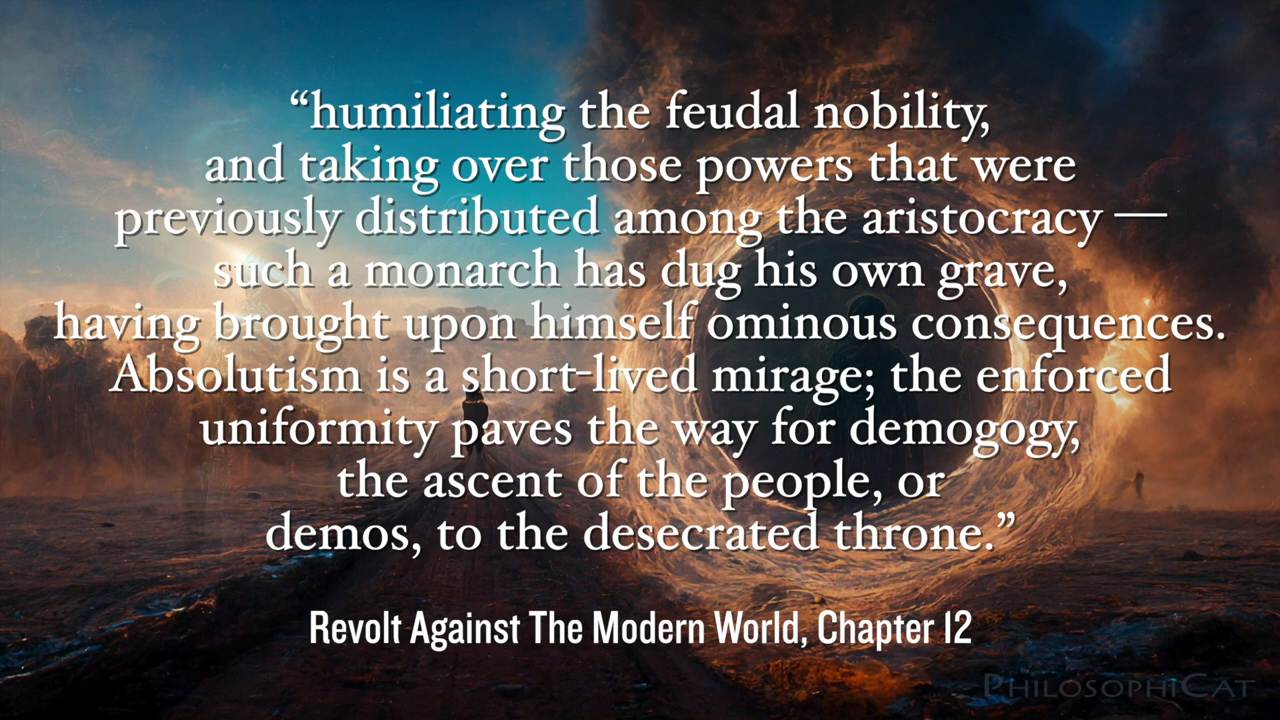 “humiliating the feudal nobility,
and taking over those powers that were
previously distributed among the aristocracy —
such a monarch has dug his own grave,
having brought upon himself ominous consequences.
Absolutism is a short-lived mirage; the enforced
uniformity paves the way for demogogy,
the ascent of the people, or
demos, to the desecrated throne.”
Revolt Against The Modern World, Chapter 12
PhilosophiCat